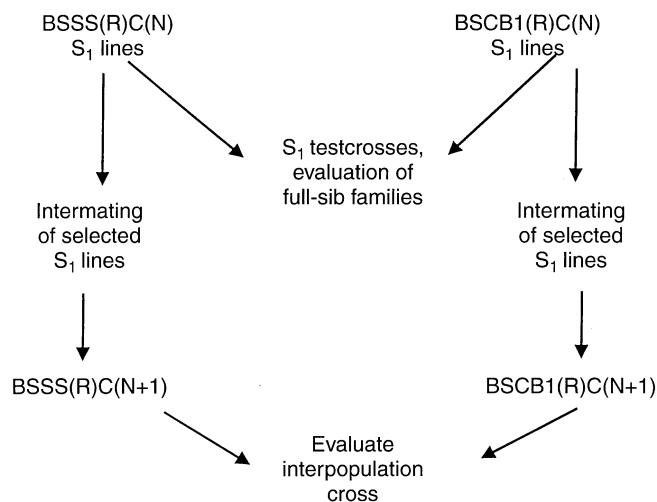 BSSS(R)C(N)
S₁ lines
BSCB1(R)C(N)
S₁ lines
S₁ testcrosses,
evaluation of
full-sib families
Intermating
of selected
S₁ lines
Intermating
of selected
S₁ lines
BSSS(R)C(N+1)
BSCB1(R)C(N+1)
Evaluate
interpopulation
cross